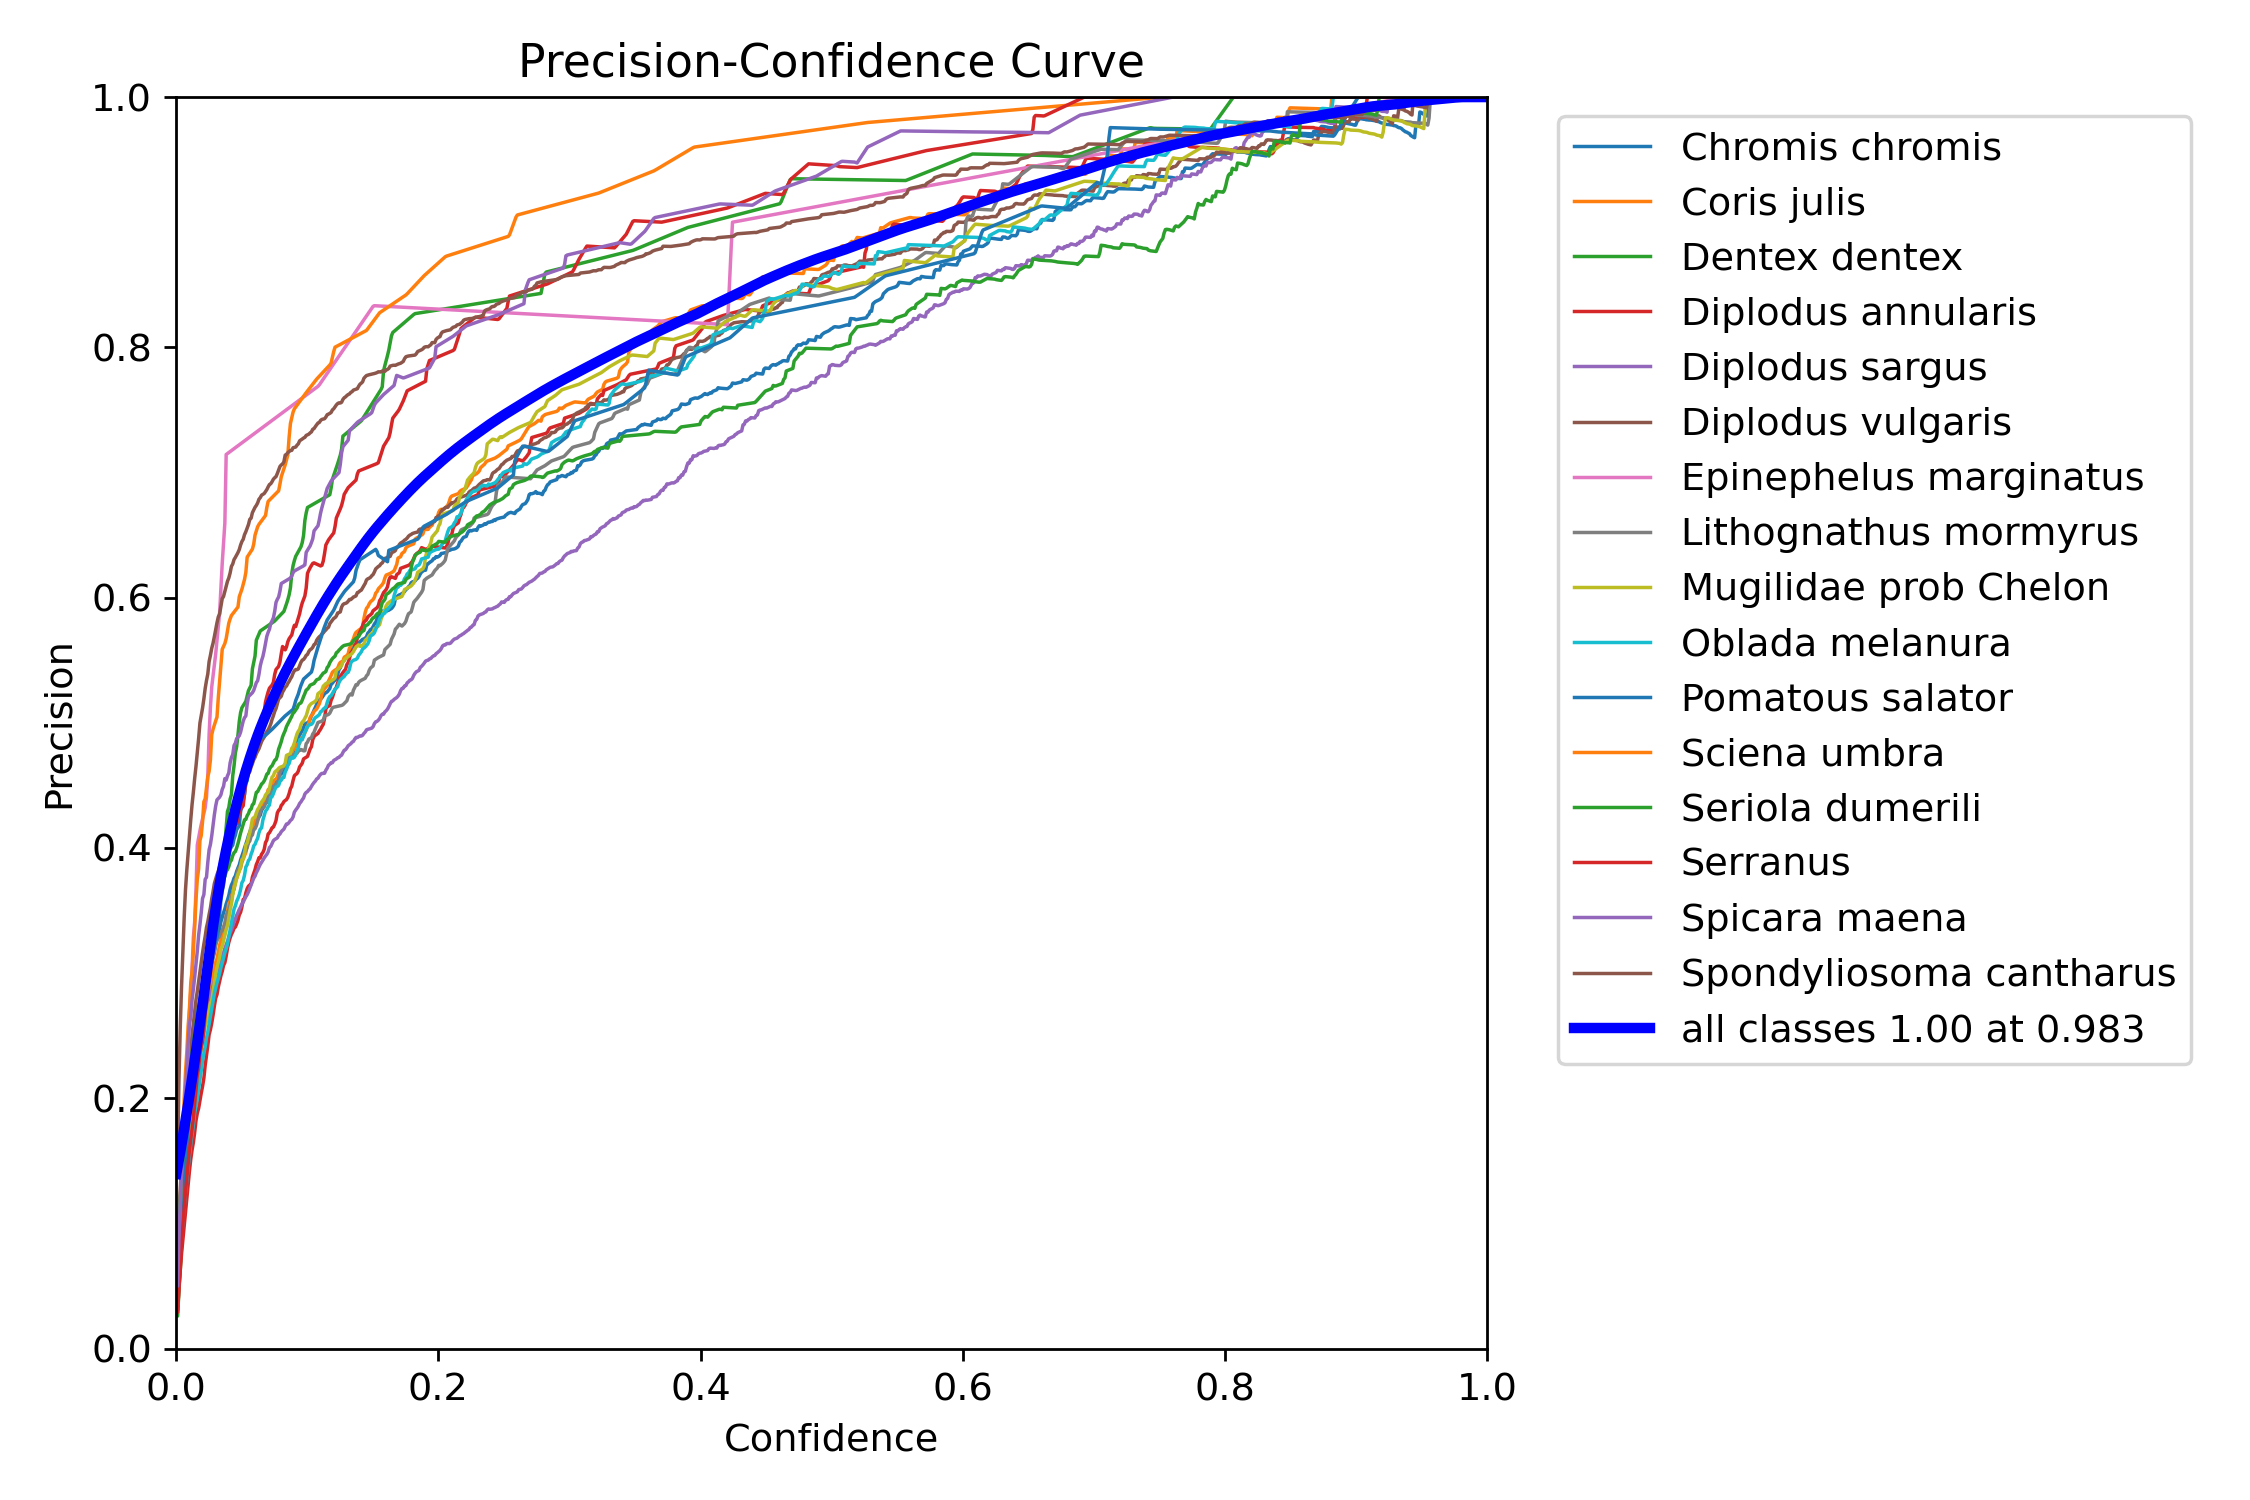 Precision-Confidence Curve
1.0
0.8
0.6
0.4
0.2
0.0
Precision
0.0 0.2 0.4 0.6 0.8 1.0
Confidence
Chromis chromis
Coris julis
Dentex dentex
Diplodus annularis
Diplodus sargus
Diplodus vulgaris
Epinephelus marginatus
Lithognathus mormyrus
Mugilidae prob Chelon
Oblada melanura
Pomatous salator
Sciena umbra
Seriola dumerili
Serranus
Spicara maena
Spondyliosoma cantharus
all classes 1.00 at 0.983